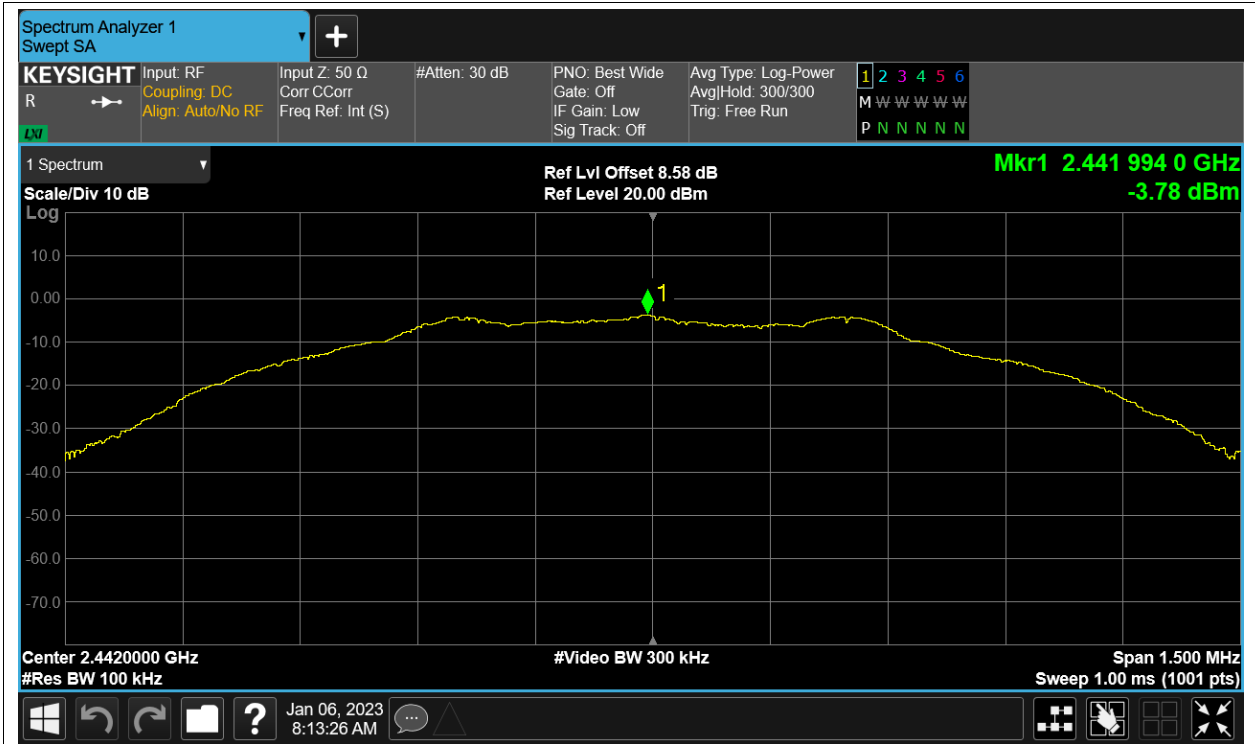 Spectrum Analyzer 1
Swept SA
KEYSIGHT
R
LXI
Input: RF
Coupling: DC
Align: Auto/No RF
Input Z: 50 Ω
Corr CCorr
Freq Ref: Int (S)
#Atten: 30 dB
PNO: Best Wide
Gate: Off
IF Gain: Low
Sig Track: Off
Avg Type: Log-Power
Avg|Hold: 300/300
Trig: Free Run
1 2 3 4 5 6
M W W W W W
P N N N N N
1 Spectrum
Scale/Div 10 dB
Log
Ref Lvl Offset 8.58 dB
Ref Level 20.00 dBm
Mkr1 2.441 994 0 GHz
-3.78 dBm
10.0
0.00
-10.0
-20.0
-30.0
-40.0
-50.0
-60.0
-70.0
1
Center 2.4420000 GHz
#Res BW 100 kHz
#Video BW 300 kHz
Span 1.500 MHz
Sweep 1.00 ms (1001 pts)
?
Jan 06, 2023
8:13:26 AM